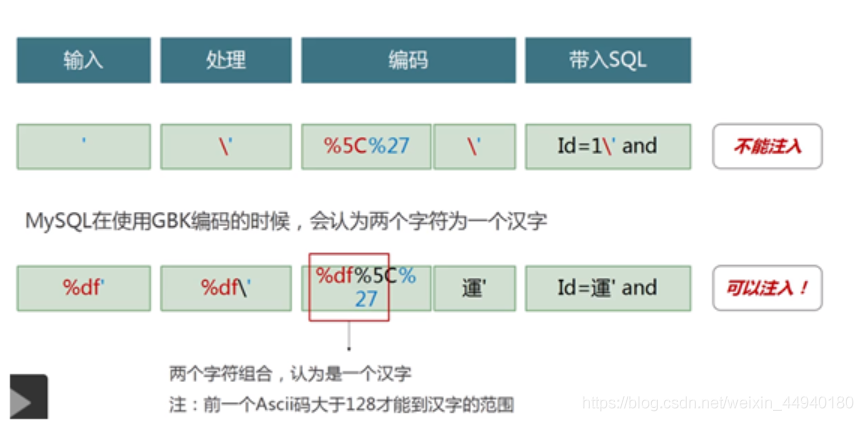 输入 处理 编码 带入SQL
' \' %5C%27 \' Id=1\' and 不能注入
MySQL在使用GBK编码的时候，会认为两个字符为一个汉字
%df' %df\' %df%5C%27 運' Id=運' and 可以注入！
两个字符组合，认为是一个汉字
注：前一个Ascii码大于128才能到汉字的范围
https://blog.csdn.net/weixin_44940180